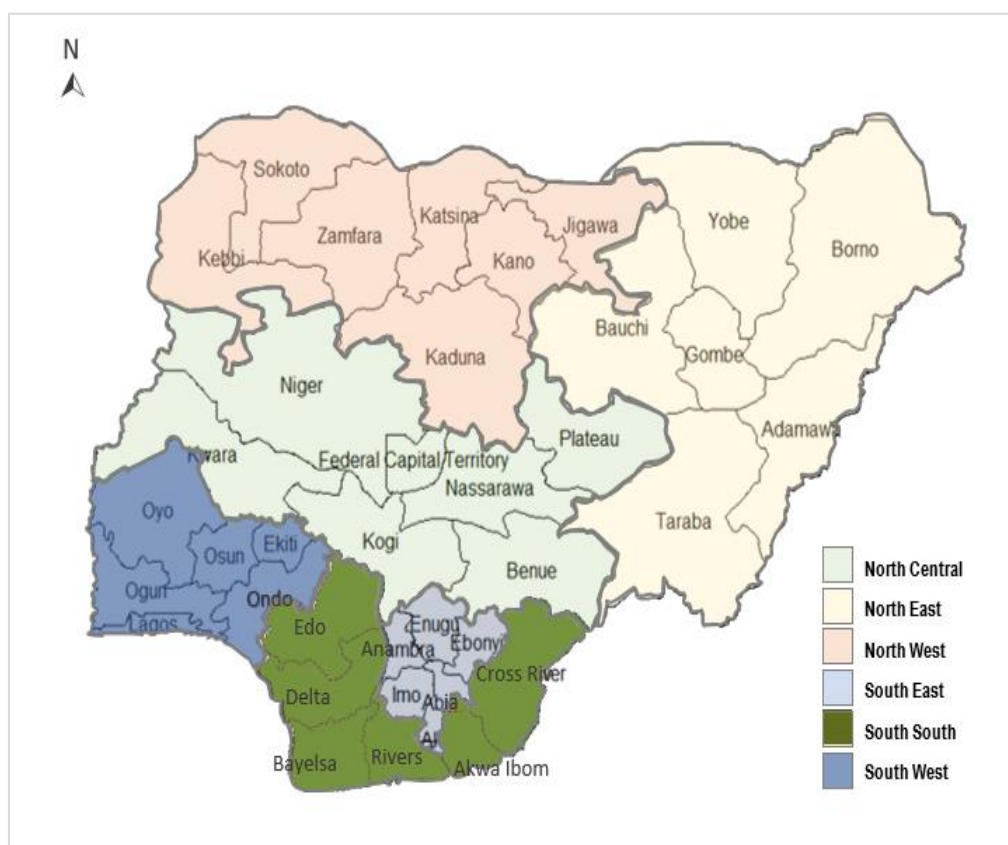 N
Sokoto
Katsina
Jigawa
Yobe
Borno
Zamfara
Kano
Kebbi
Bauchi
Gombe
Kaduna
Niger
Adamawa
Plateau
Kwara
Federal Capital Territory
Nassarawa
Oyo
Taraba
Kogi
Osun
Ekiti
Benue
Ogun
Ondo
Lagos
Edo
Enugu
Ebonyi
Anambra
Cross River
Delta
Imo
Abia
Rivers
Bayelsa
Akwa Ibom
North Central
North East
North West
South East
South South
South West